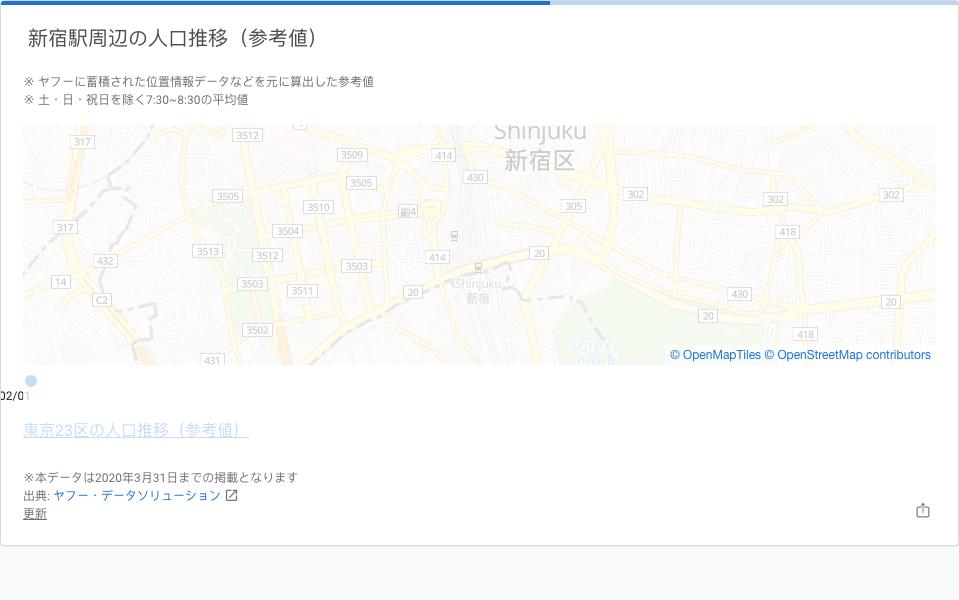 新宿駅周辺の人口推移（参考値）
※ ヤフーに蓄積された位置情報データなどを元に算出した参考値
※ 土・日・祝日を除く7:30~8:30の平均値
Shinjuku
新宿区
3512
317
3509
414
430
3505
3505
302
302
302
3510
副4
305
317
3504
418
3513
3512
414
20
432
3503
14
3503
3511
20
430
C2
Shinjuku
新宿
20
20
3502
418
431
Upper
© OpenMapTiles © OpenStreetMap contributors
02/01
東京23区の人口推移（参考値）
※本データは2020年3月31日までの掲載となります
出典: ヤフー・データソリューション
更新